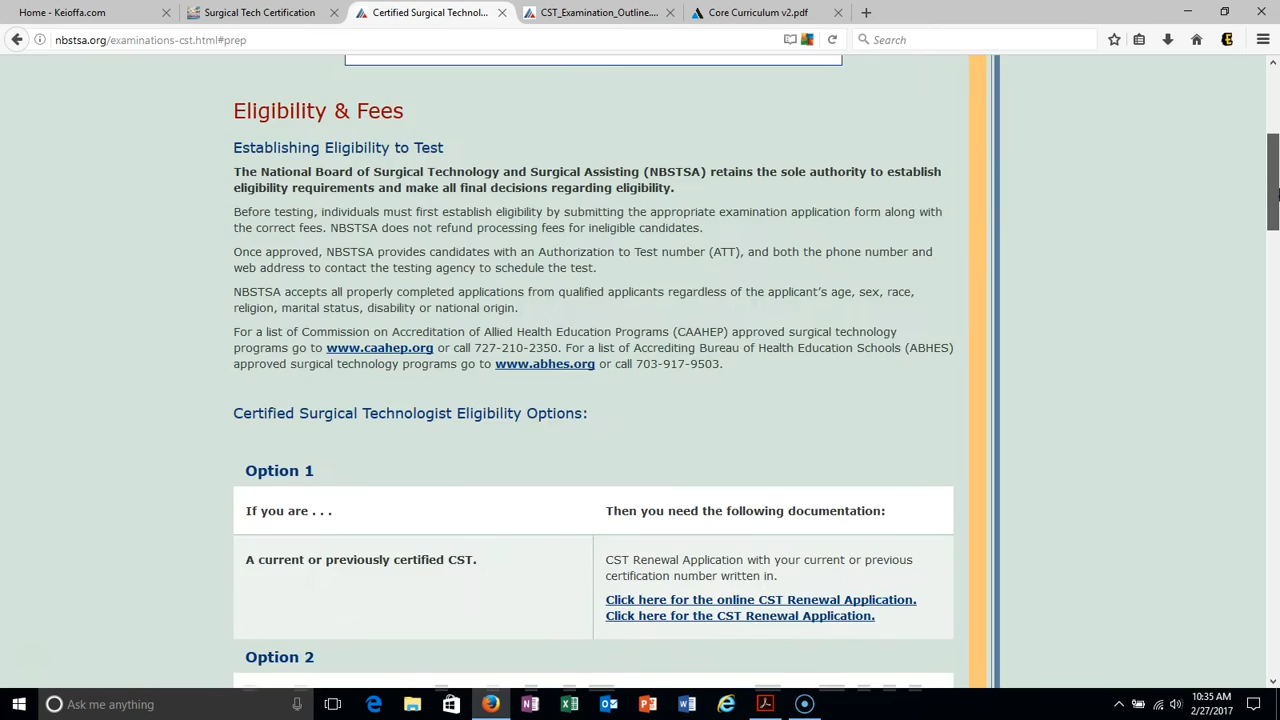 Home - Keioffa.com
Surgical Tech Certification
Certified Surgical Technol...
CST_Examination_Outline....
Core Curriculum v2.pdf
nbstsa.org/examinations-cst.html#prep
Search
Eligibility & Fees
Establishing Eligibility to Test
The National Board of Surgical Technology and Surgical Assisting (NBSTSA) retains the sole authority to establish
eligibility requirements and make all final decisions regarding eligibility.
Before testing, individuals must first establish eligibility by submitting the appropriate examination application form along with
the correct fees. NBSTSA does not refund processing fees for ineligible candidates.
Once approved, NBSTSA provides candidates with an Authorization to Test number (ATT), and both the phone number and
web address to contact the testing agency to schedule the test.
NBSTSA accepts all properly completed applications from qualified applicants regardless of the applicant's age, sex, race,
religion, marital status, disability or national origin.
For a list of Commission on Accreditation of Allied Health Education Programs (CAAHEP) approved surgical technology
programs go to www.caahep.org or call 727-210-2350. For a list of Accrediting Bureau of Health Education Schools (ABHES)
approved surgical technology programs go to www.abhes.org or call 703-917-9503.
Certified Surgical Technologist Eligibility Options:
Option 1
If you are . . .
Then you need the following documentation:
A current or previously certified CST.
CST Renewal Application with your current or previous
certification number written in.
Click here for the online CST Renewal Application.
Click here for the CST Renewal Application.
Option 2
Ask me anything
10:35 AM
2/27/2017